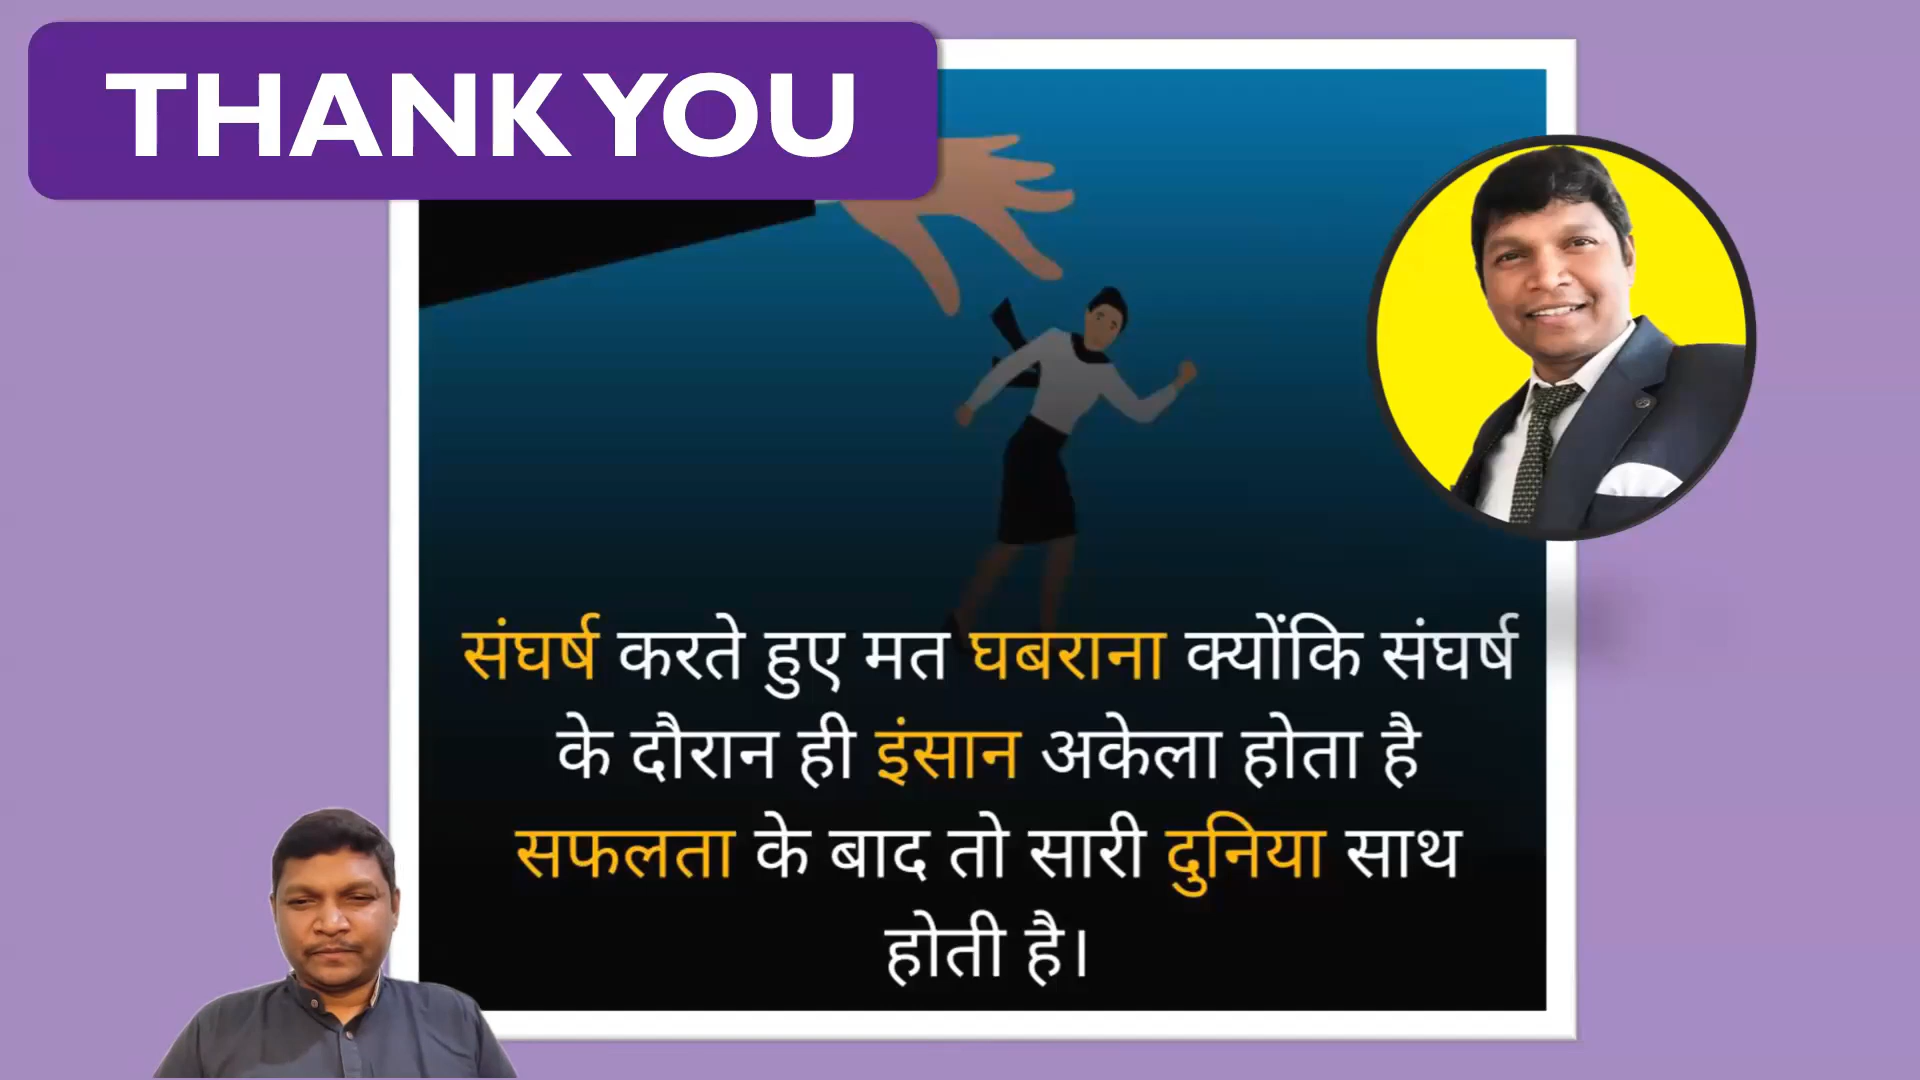 THANK YOU
संघर्ष करते हुए मत घबराना क्योंकि संघर्ष
के दौरान ही इंसान अकेला होता है
सफलता के बाद तो सारी दुनिया साथ
होती है।